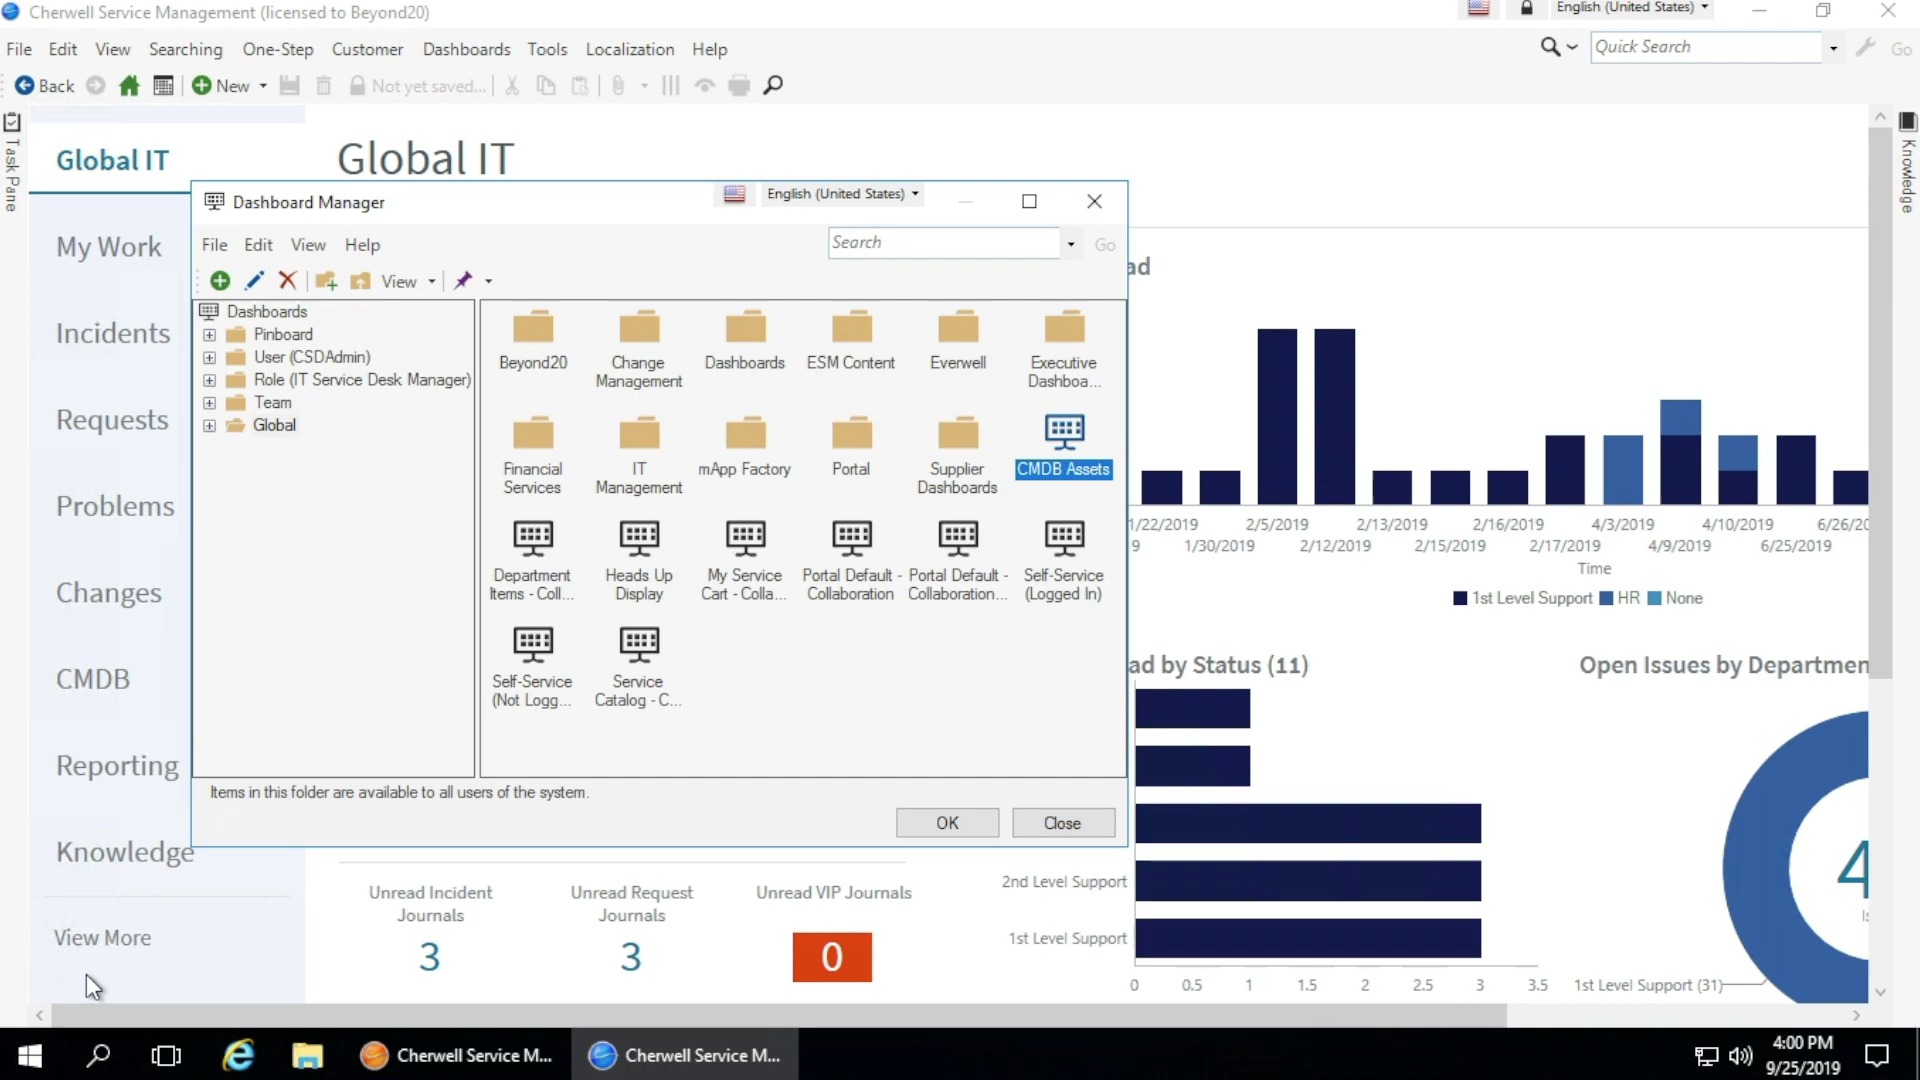 Cherwell Service Management (licensed to Beyond20)
English (United States)
File Edit View Searching One-Step Customer Dashboards Tools Localization Help
Quick Search
Go
Back
New
Not yet saved...
Task Pane
Knowledge
Global IT
Global IT
My Work
Incidents
Requests
Problems
Changes
CMDB
Reporting
Knowledge
View More
Dashboard Manager
English (United States)
File Edit View Help
Search
Go
View
Dashboards
Pinboard
User (CSDAdmin)
Role (IT Service Desk Manager)
Team
Global
Beyond20
Change
Management
Dashboards
ESM Content
Everwell
Executive
Dashboa...
Financial
Services
IT
Management
mApp Factory
Portal
Supplier
Dashboards
CMDB Assets
Department
Items - Coll...
Heads Up
Display
My Service
Cart - Colla...
Portal Default -
Collaboration
Portal Default -
Collaboration...
Self-Service
(Logged In)
Self-Service
(Not Logg...
Service
Catalog - C...
Items in this folder are available to all users of the system.
OK
Close
ad
1/22/2019 2/5/2019 2/13/2019 2/16/2019 4/3/2019 4/10/2019 6/26/20
9 1/30/2019 2/12/2019 2/15/2019 2/17/2019 4/9/2019 6/25/2019
Time
1st Level Support HR None
ad by Status (11)
Open Issues by Departmen
2nd Level Support
1st Level Support
0 0.5 1 1.5 2 2.5 3 3.5
1st Level Support (31)
4
Is
Unread Incident
Journals
3
Unread Request
Journals
3
Unread VIP Journals
0
Cherwell Service M...
Cherwell Service M...
4:00 PM
9/25/2019